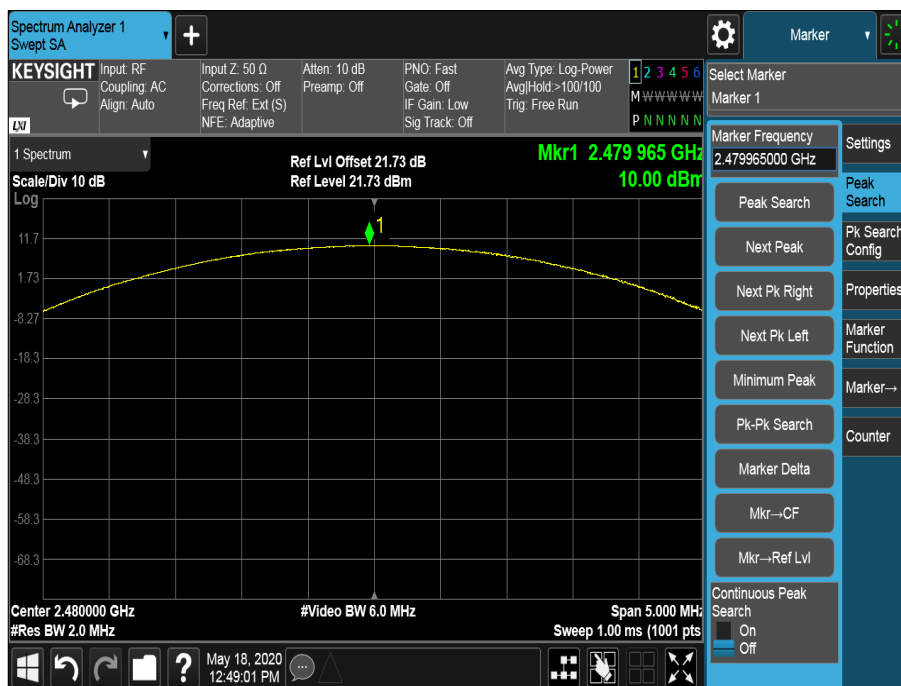 Spectrum Analyzer 1
Swept SA
Marker
KEYSIGHT
LXI
Input: RF
Coupling: AC
Align: Auto
Input Z: 50 Ω
Corrections: Off
Freq Ref: Ext (S)
NFE: Adaptive
Atten: 10 dB
Preamp: Off
PNO: Fast
Gate: Off
IF Gain: Low
Sig Track: Off
Avg Type: Log-Power
Avg|Hold:>100/100
Trig: Free Run
1 2 3 4 5 6
M W W W W W W
P N N N N N
Select Marker
Marker 1
1 Spectrum
Scale/Div 10 dB
Ref Lvl Offset 21.73 dB
Ref Level 21.73 dBm
Mkr1 2.479 965 GHz
10.00 dBm
Log
1
11.7
1.73
-8.27
-18.3
-28.3
-38.3
-48.3
-58.3
-68.3
Center 2.480000 GHz
#Res BW 2.0 MHz
#Video BW 6.0 MHz
Span 5.000 MHz
Sweep 1.00 ms (1001 pts
Marker Frequency
2.479965000 GHz
Peak Search
Next Peak
Next Pk Right
Next Pk Left
Minimum Peak
Pk-Pk Search
Marker Delta
Mkr→CF
Mkr→Ref Lvl
Continuous Peak
Search
On
Off
Settings
Peak
Search
Pk Search
Config
Properties
Marker
Function
Marker→
Counter
?
May 18, 2020
12:49:01 PM